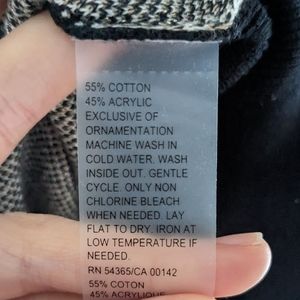 55% COTTON
45% ACRYLIC
EXCLUSIVE OF
ORNAMENTATION
MACHINE WASH IN
COLD WATER. WASH
INSIDE OUT. GENTLE
CYCLE. ONLY NON
CHLORINE BLEACH
WHEN NEEDED. LAY
FLAT TO DRY. IRON AT
LOW TEMPERATURE IF
NEEDED.
RN 54365/CA 00142
55% COTON
45% ACRYLIQUE